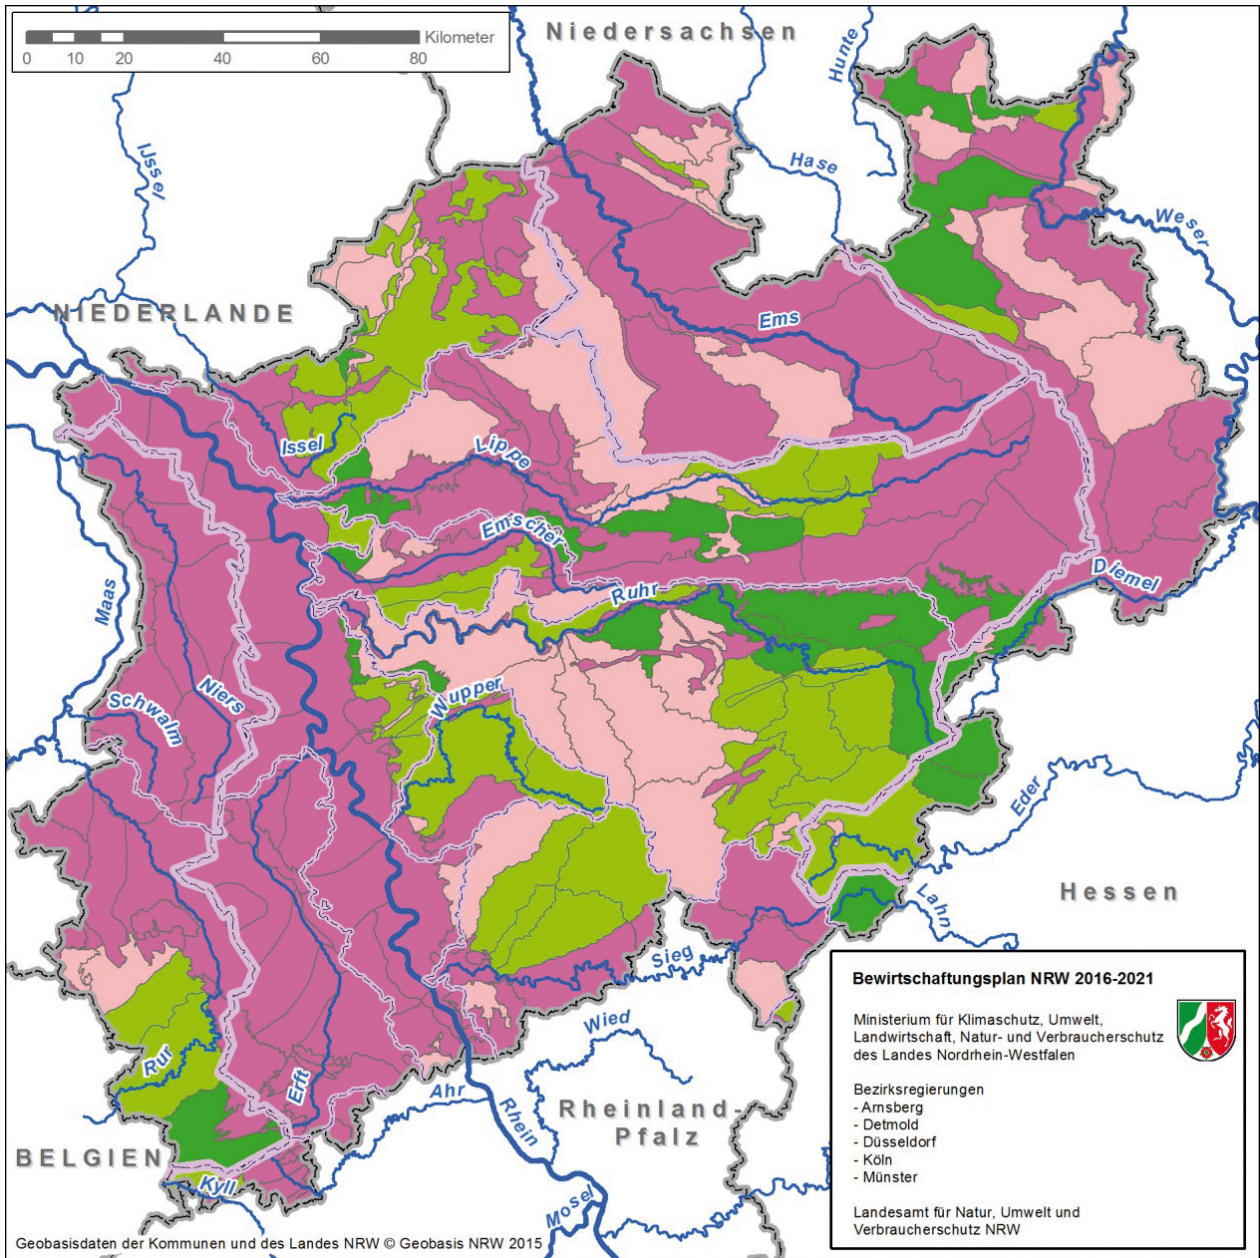 Kilometer
0 10 20 40 60 80
Niedersachsen
Hunte
IJssel
Hase
Weser
NIEDERLANDE
Ems
Issel
Lippe
Emscher
Diemel
Ruhr
Maas
Niers
Wupper
Schwalm
Eder
Hessen
Lahn
Sieg
Wied
Rur
Erft
Ahr
Rhein
Rheinland-
Pfalz
BELGIEN
Kyll
Mosel
Bewirtschaftungsplan NRW 2016-2021
Ministerium für Klimaschutz, Umwelt,
Landwirtschaft, Natur- und Verbraucherschutz
des Landes Nordrhein-Westfalen
Bezirksregierungen
- Arnsberg
- Detmold
- Düsseldorf
- Köln
- Münster
Landesamt für Natur, Umwelt und
Verbraucherschutz NRW
Geobasisdaten der Kommunen und des Landes NRW © Geobasis NRW 2015